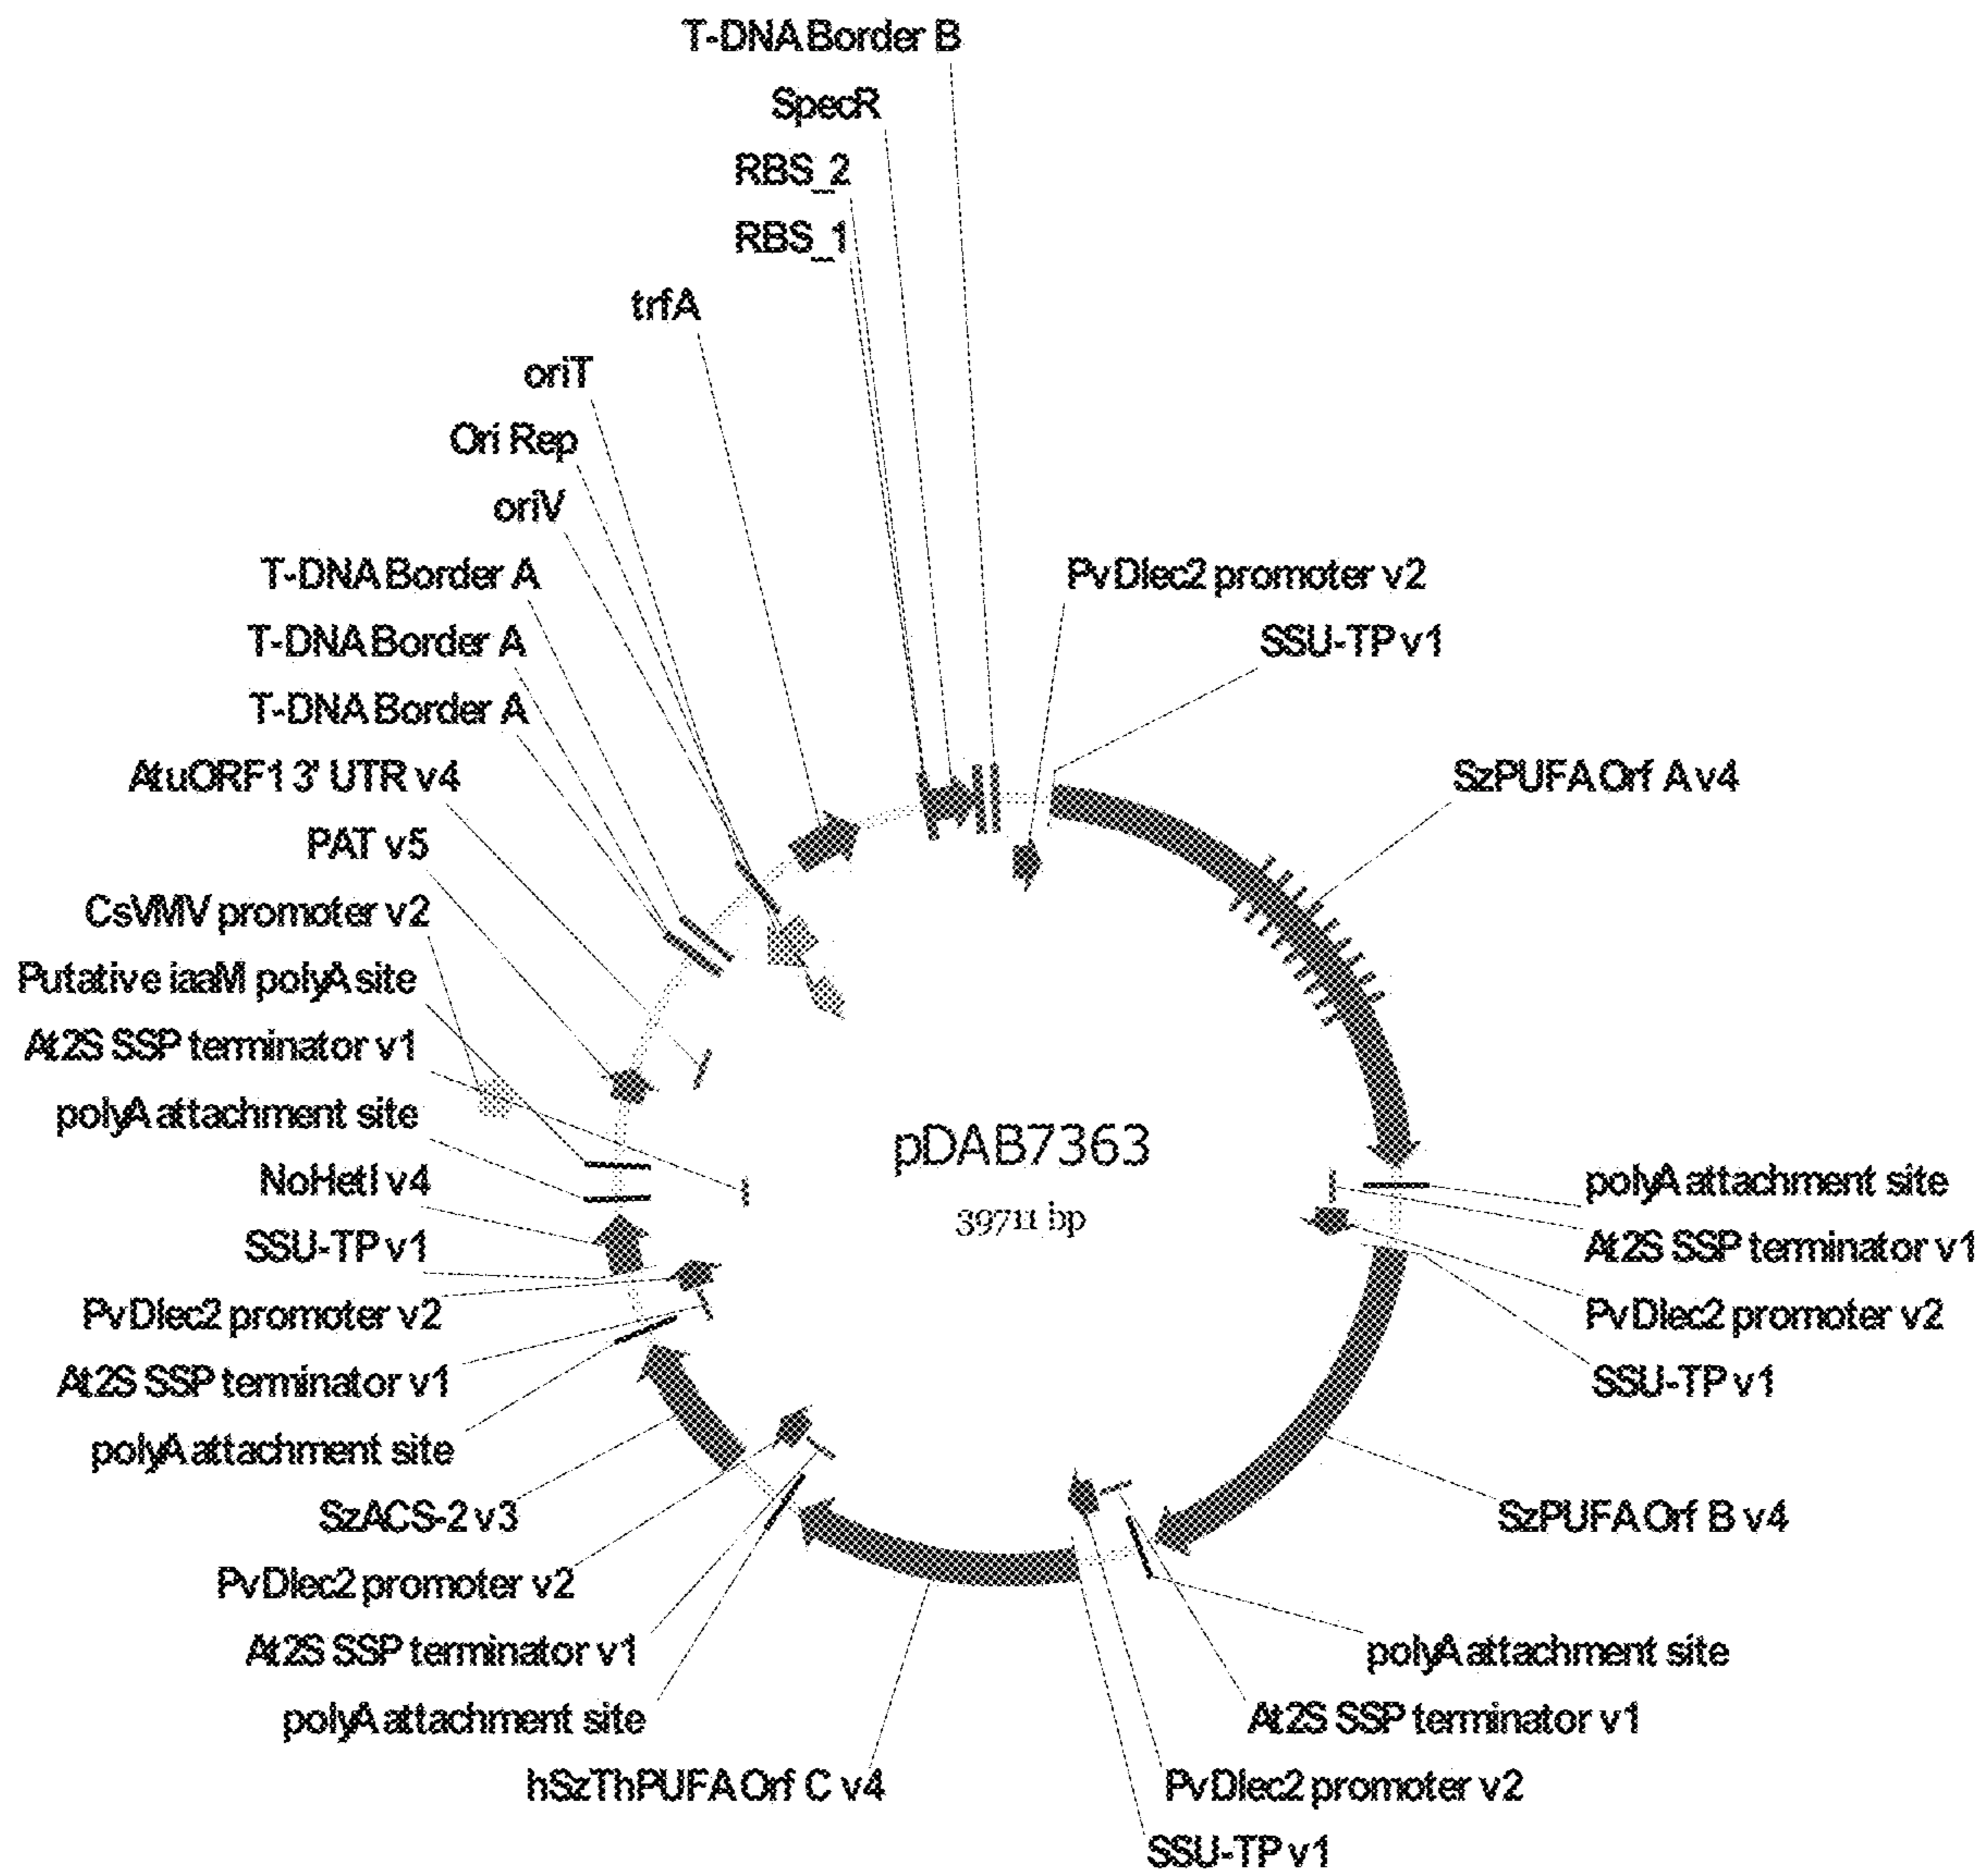 T-DNA Border B
SpecR
RBS_2
RBS_1
trfA
oriT
Ori Rep
oriV
T-DNA Border A
T-DNA Border A
T-DNA Border A
AtuORF1 3' UTR v4
PAT v5
CsVMV promoter v2
Putative iaaM polyA site
At2S SSP terminator v1
polyA attachment site
NoHetI v4
SSU-TP v1
PvDlec2 promoter v2
At2S SSP terminator v1
polyA attachment site
SzACS-2 v3
PvDlec2 promoter v2
At2S SSP terminator v1
polyA attachment site
hSzThPUFA Orf C v4
PvDlec2 promoter v2
SSU-TP v1
SzPUFA Orf A v4
polyA attachment site
At2S SSP terminator v1
PvDlec2 promoter v2
SSU-TP v1
SzPUFA Orf B v4
polyA attachment site
At2S SSP terminator v1
PvDlec2 promoter v2
SSU-TP v1
pDAB7363
39711 bp